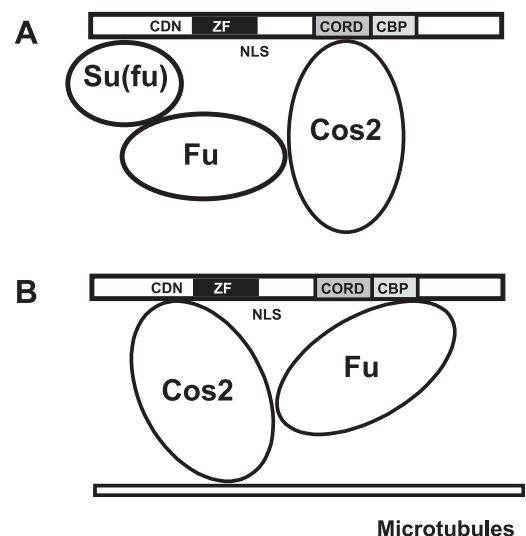 A
CDN ZF CORD CBP
NLS
Su(fu)
Fu
Cos2
B
CDN ZF CORD CBP
NLS
Cos2
Fu
Microtubules